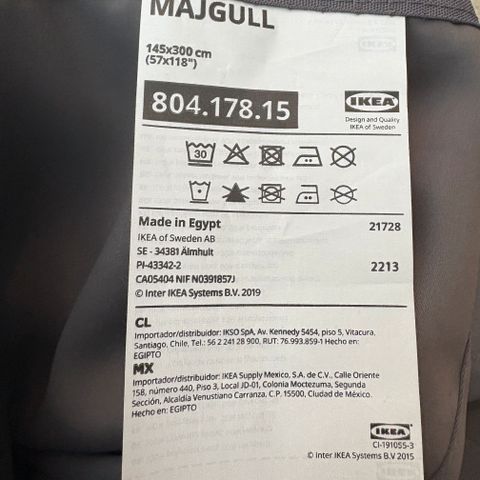 MAJGULL
145x300 cm
(57x118")
804.178.15
IKEA
Design and Quality
IKEA of Sweden
30
Made in Egypt
21728
IKEA of Sweden AB
SE - 34381 Älmhult
PI-43342-2
2213
CA05404 NIF N0391857J
© Inter IKEA Systems B.V. 2019
CL
Importador/distribuidor: IKSO SpA, Av. Kennedy 5454, piso 5, Vitacura,
Santiago, Chile, Tel.: 56 2 241 28 900, RUT: 76.993.859-1 Hecho en:
EGIPTO
MX
Importador/distribuidor: IKEA Supply Mexico, S.A. de C.V., Calle Oriente
158, número 440, Piso 3, Local JD-01, Colonia Moctezuma, Segunda
Sección, Alcaldía Venustiano Carranza, C.P. 15500, Ciudad de México.
Hecho en: EGIPTO
IKEA
CI-191055-3
© Inter IKEA Systems B.V 2015